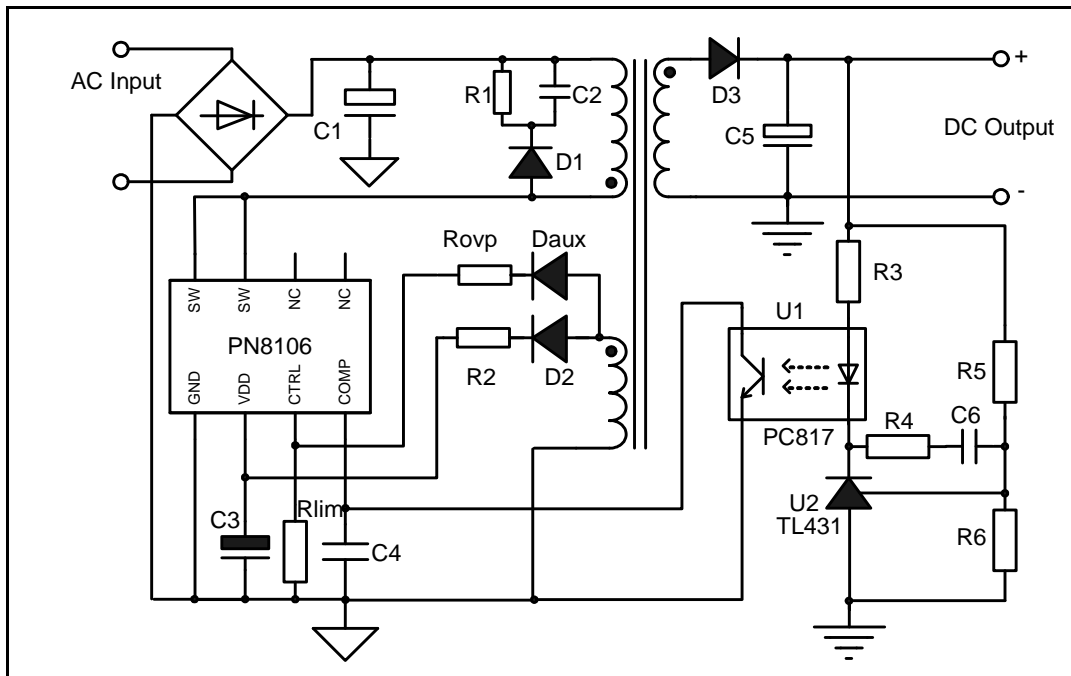 +
D3
AC Input
R1
C2
C1
C5
DC Output
D1
-
Rovp
Daux
R3
SW
SW
NC
NC
U1
PN8106
R2
D2
R5
GND
VDD
CTRL
COMP
PC817
R4
C6
U2
TL431
Rlim
C3
C4
R6